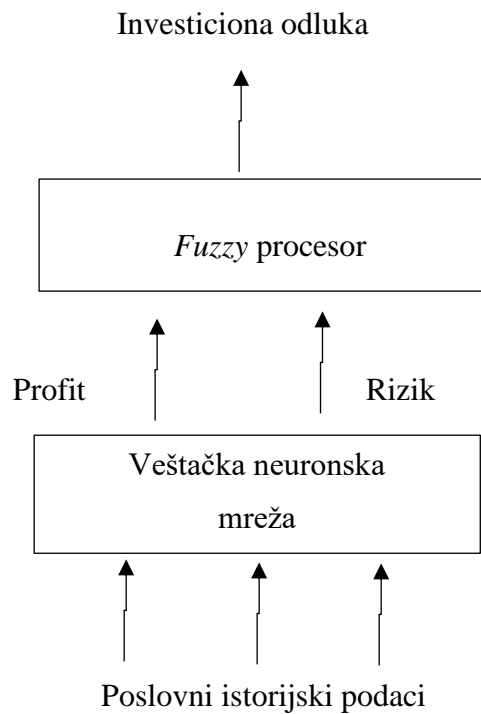 Investiciona odluka
Fuzzy procesor
Profit
Rizik
Veštačka neuronska
mreža
Poslovni istorijski podaci